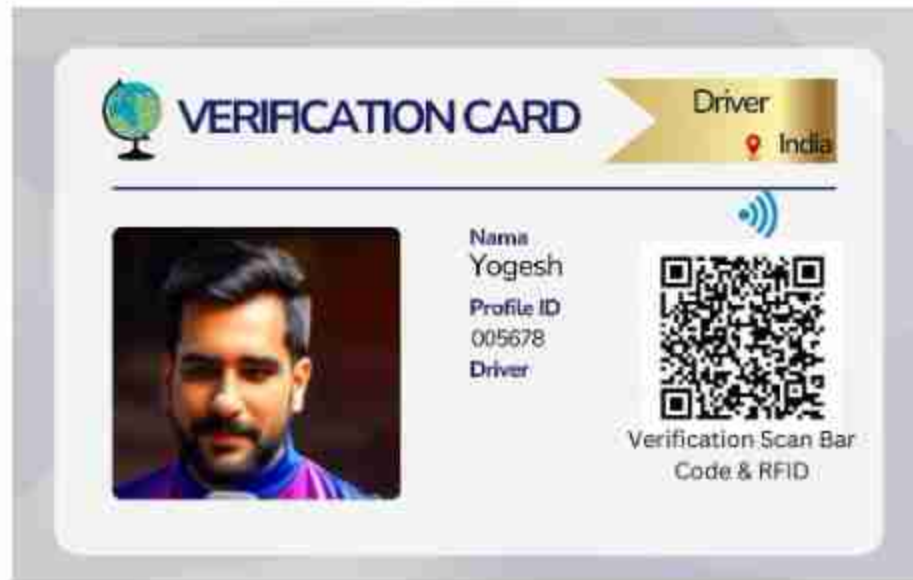 VERIFICATION CARD
Driver
India
Nama
Yogesh
Profile ID
005678
Driver
Verification Scan Bar
Code & RFID